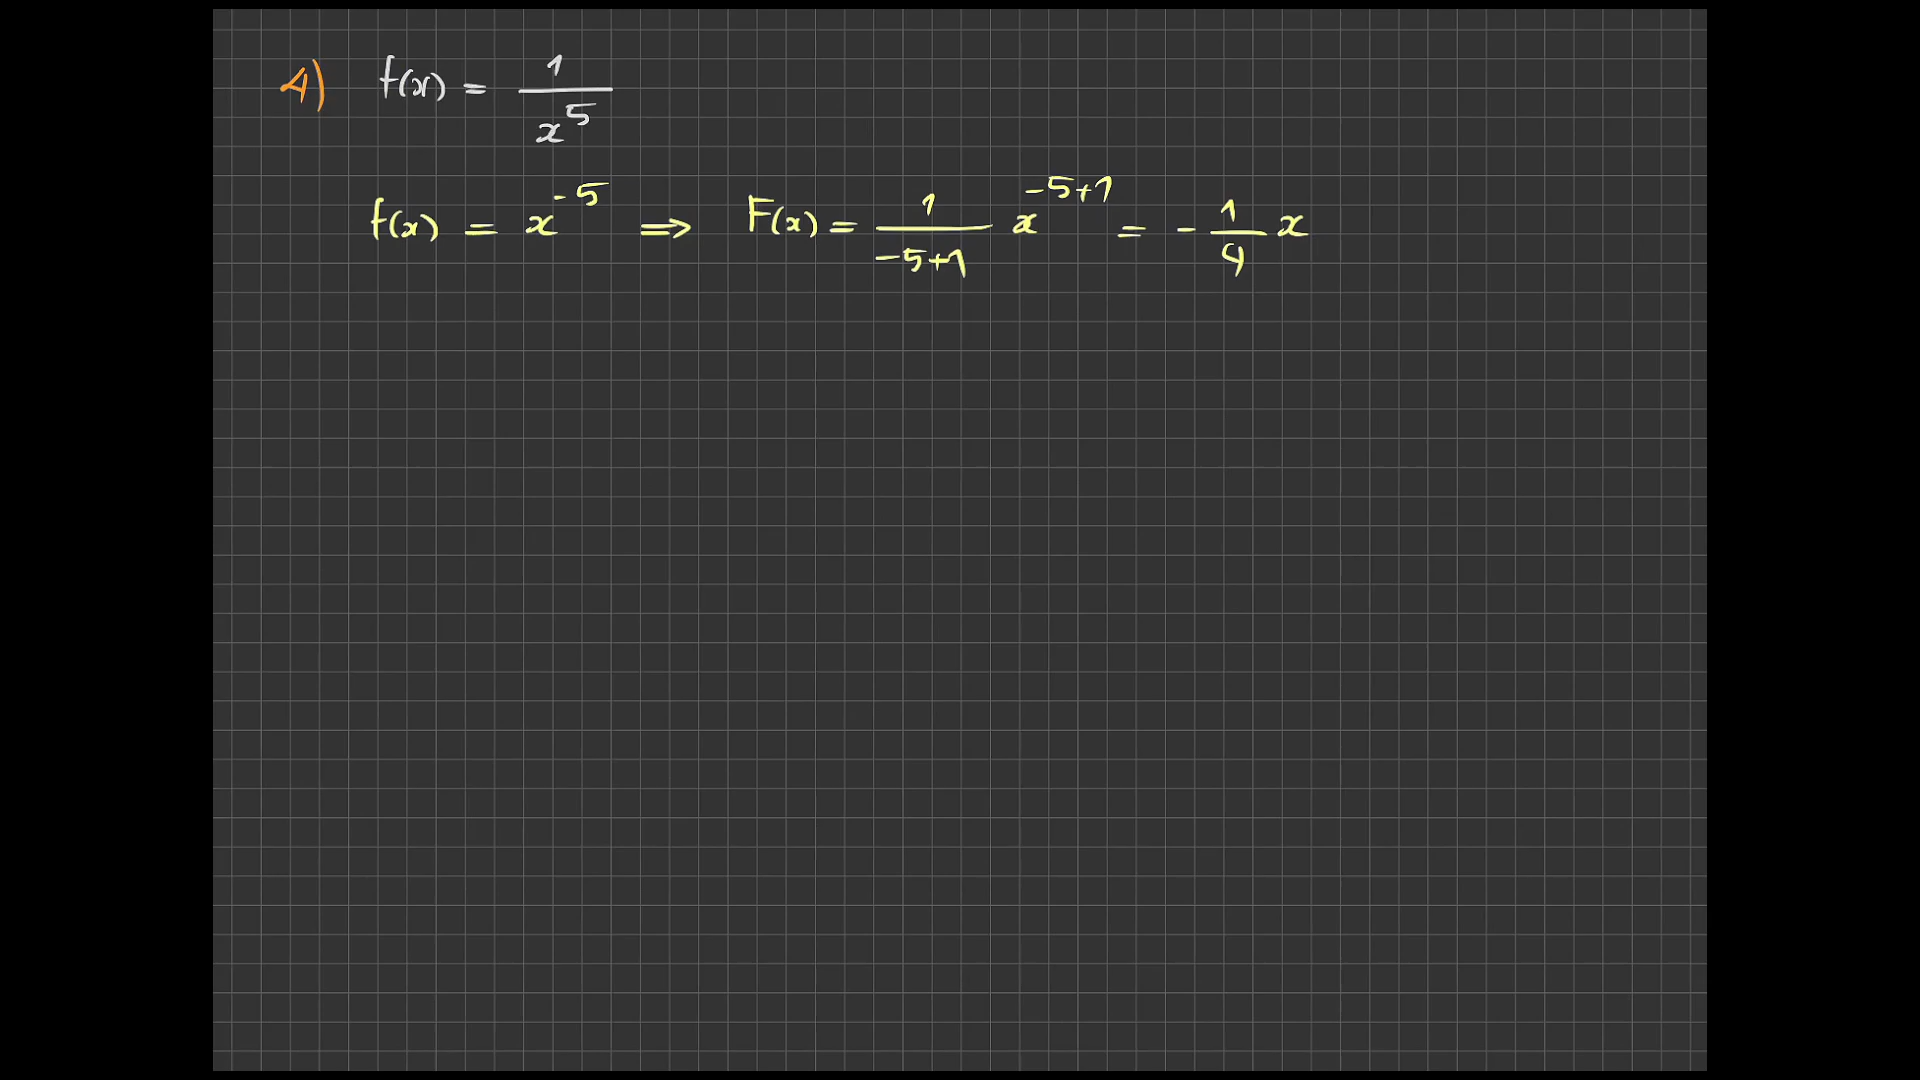 4) f(x) = 1/x^5
f(x) = x^-5 ⇒ F(x) = 1/(-5+1) x^(-5+1) = - 1/4 x